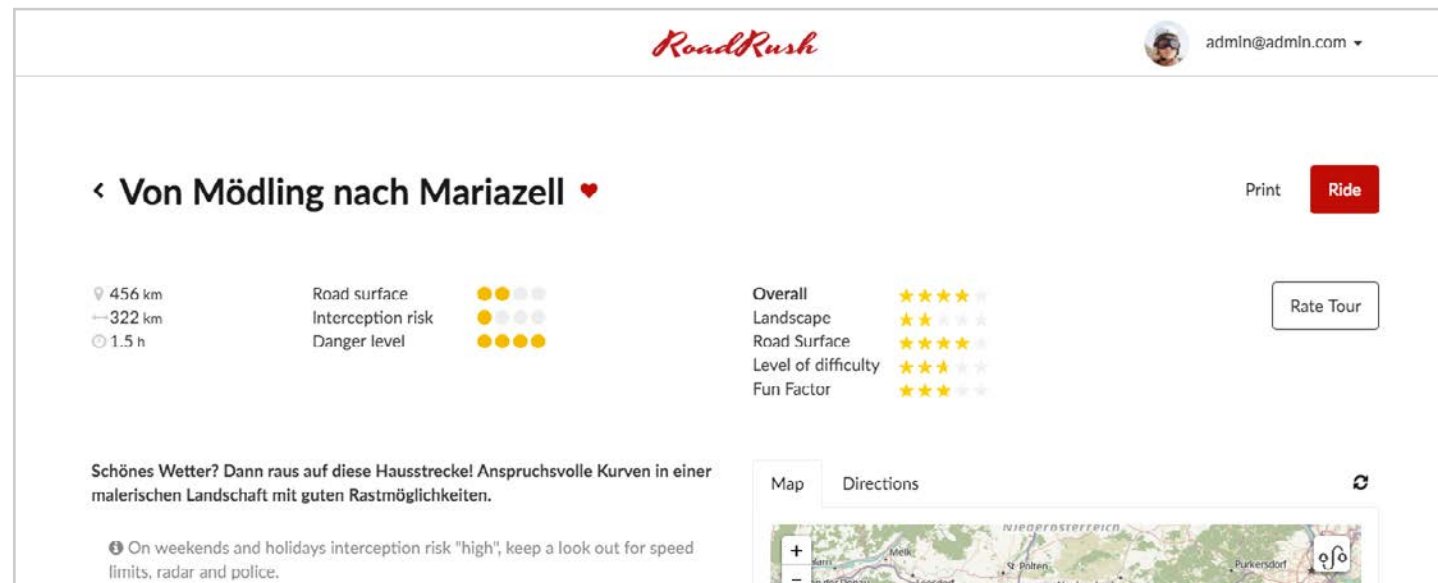 RoadRush
admin@admin.com
Von Mödling nach Mariazell
Print
Ride
456 km
322 km
1.5 h
Road surface
Interception risk
Danger level
Overall
Landscape
Road Surface
Level of difficulty
Fun Factor
Rate Tour
Schönes Wetter? Dann raus auf diese Hausstrecke! Anspruchsvolle Kurven in einer
malerischen Landschaft mit guten Rastmöglichkeiten.
On weekends and holidays interception risk "high", keep a look out for speed
limits, radar and police.
Map
Directions
+
−
Niederösterreich
Melk
St. Pölten
Purkersdorf